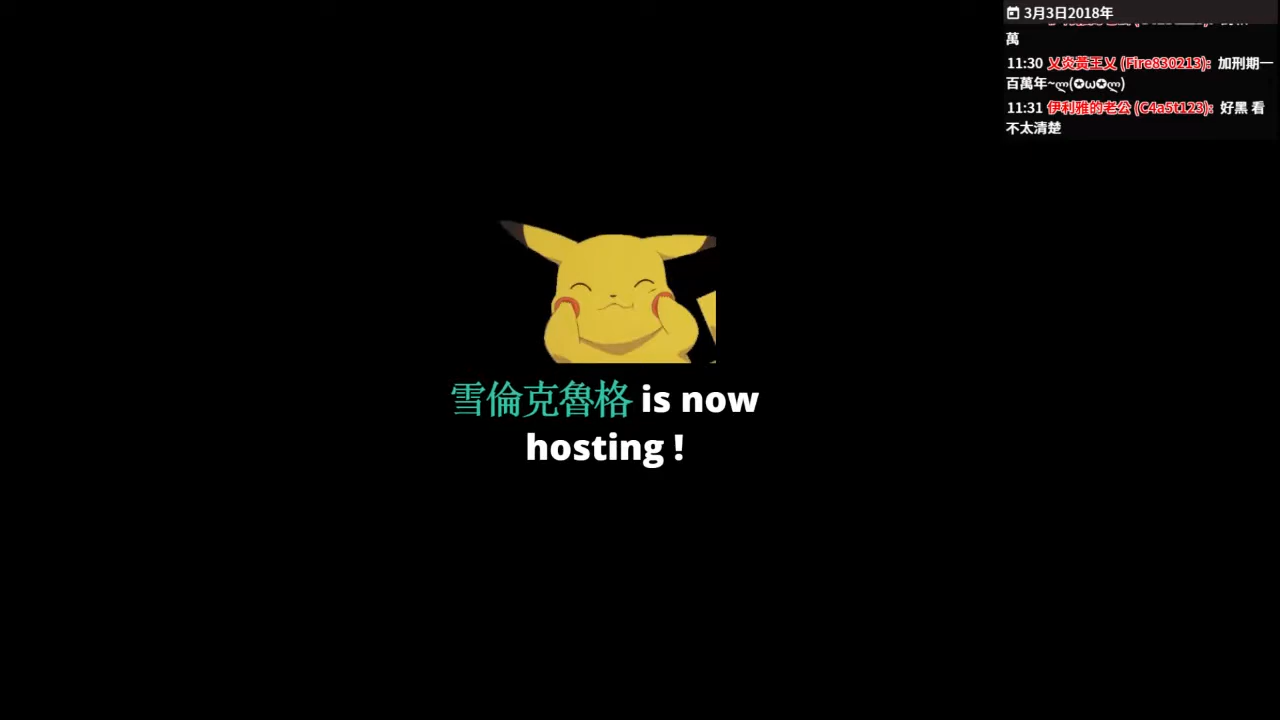 3月3日2018年
萬
11:30 乂炎黃王乂 (Fire830213): 加刑期一
百萬年~ლ(✪ω✪ლ)
11:31 伊利雅的老公 (C4a5t123): 好黑 看
不太清楚
雪倫克魯格 is now
hosting !